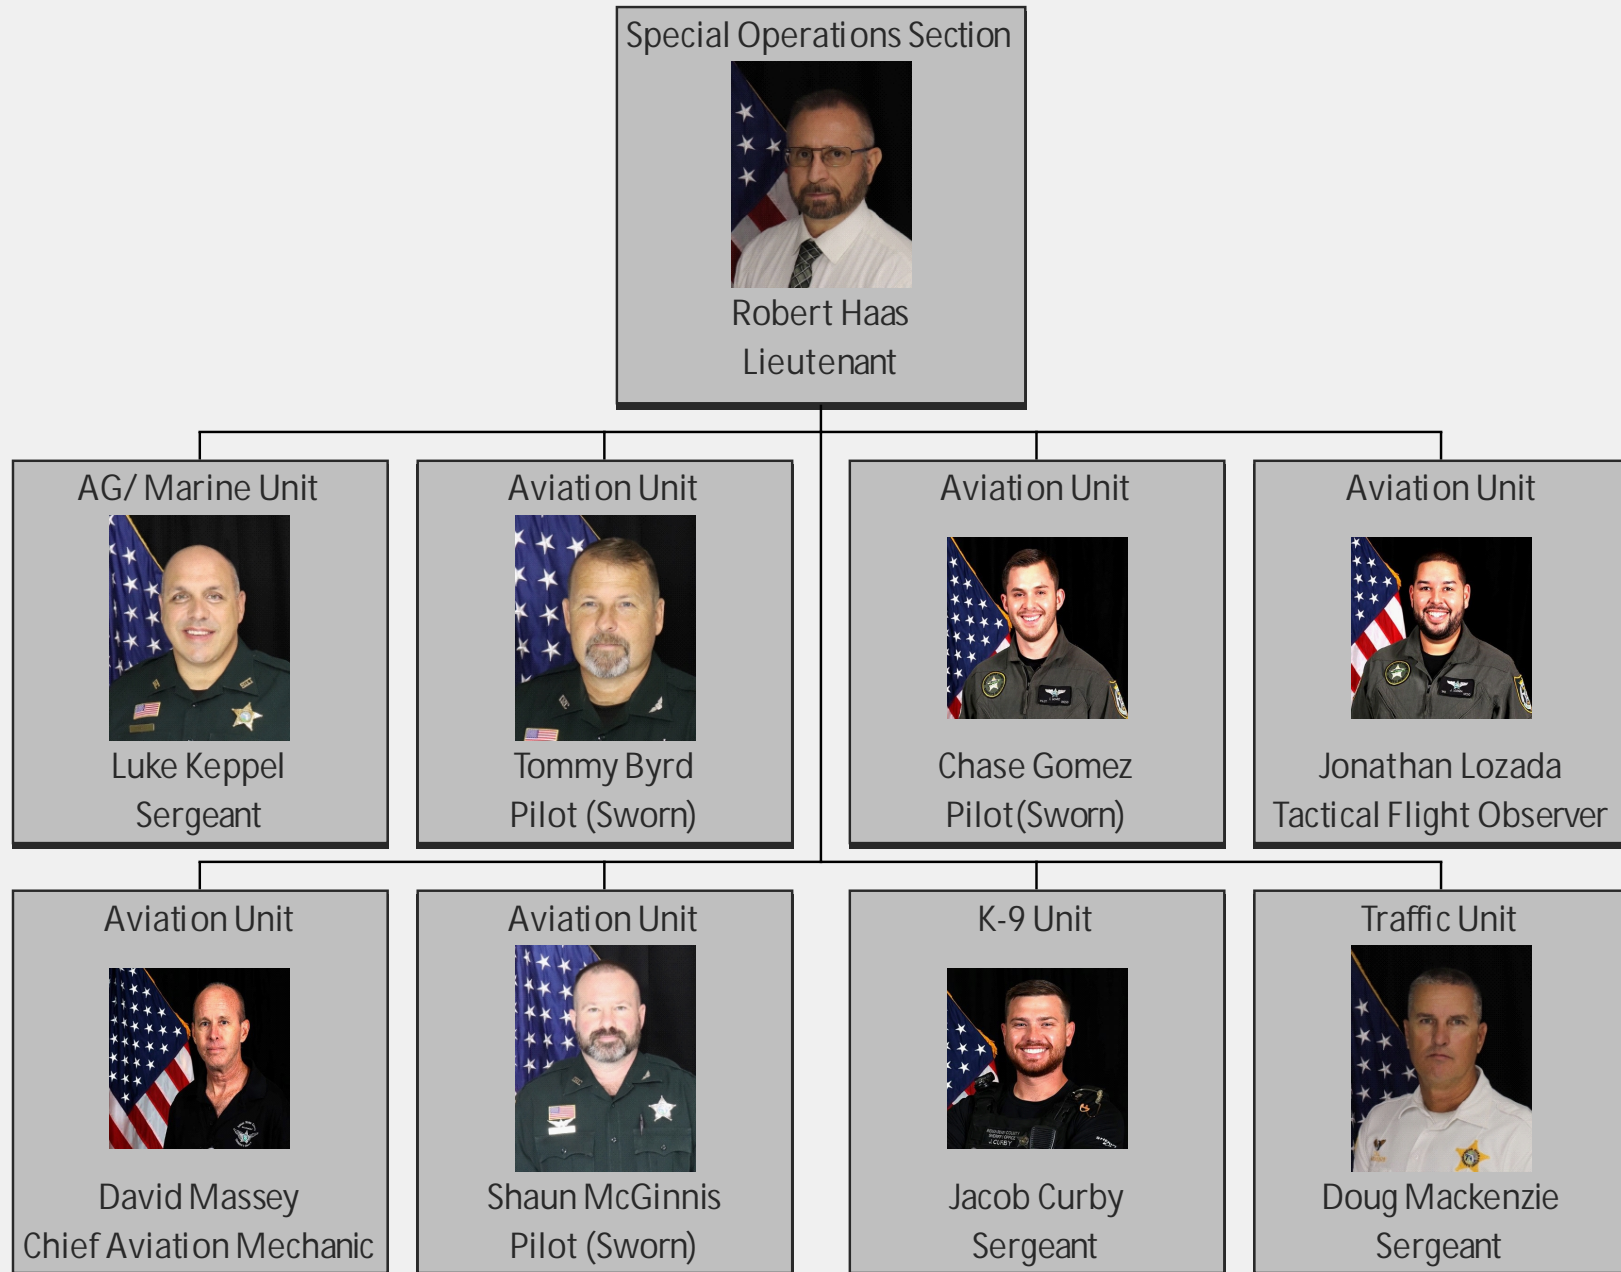 Special Operations Section
Robert Haas
Lieutenant
AG/ Marine Unit
Luke Keppel
Sergeant
Aviation Unit
Tommy Byrd
Pilot (Sworn)
Aviation Unit
Chase Gomez
Pilot(Sworn)
Aviation Unit
Jonathan Lozada
Tactical Flight Observer
Aviation Unit
David Massey
Chief Aviation Mechanic
Aviation Unit
Shaun McGinnis
Pilot (Sworn)
K-9 Unit
CURBY
Jacob Curby
Sergeant
Traffic Unit
Doug Mackenzie
Sergeant